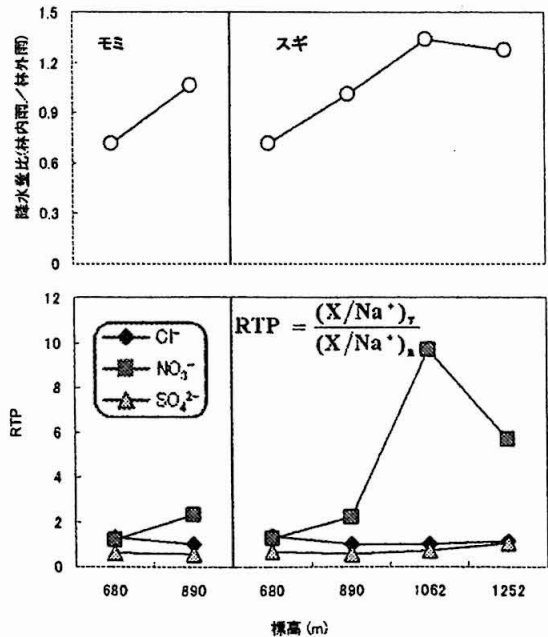 降水量比(林内雨/林外雨)
1.5
1.2
0.9
0.6
0.3
0
モミ
スギ
RTP
12
10
8
6
4
2
0
Cl⁻
NO₃⁻
SO₄²⁻
RTP = (X/Na⁺)ᴛ / (X/Na⁺)ʀ
680 890 680 890 1062 1252
標高 (m)